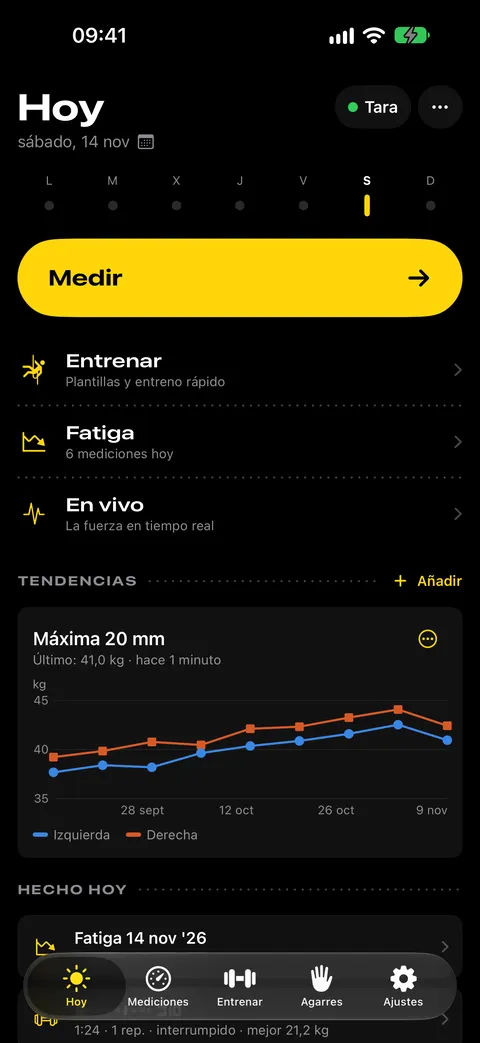 09:41
Hoy
Tara
sábado, 14 nov
L M X J V S D
Medir
Entrenar
Plantillas y entreno rápido
Fatiga
6 mediciones hoy
En vivo
La fuerza en tiempo real
TENDENCIAS
+ Añadir
Máxima 20 mm
Último: 41,0 kg · hace 1 minuto
kg
45
40
35
28 sept 12 oct 26 oct 9 nov
Izquierda Derecha
HECHO HOY
Fatiga 14 nov '26
Hoy Mediciones Entrenar Agarres Ajustes
1:24 · 1 rep. · interrumpido · mejor 21,2 kg